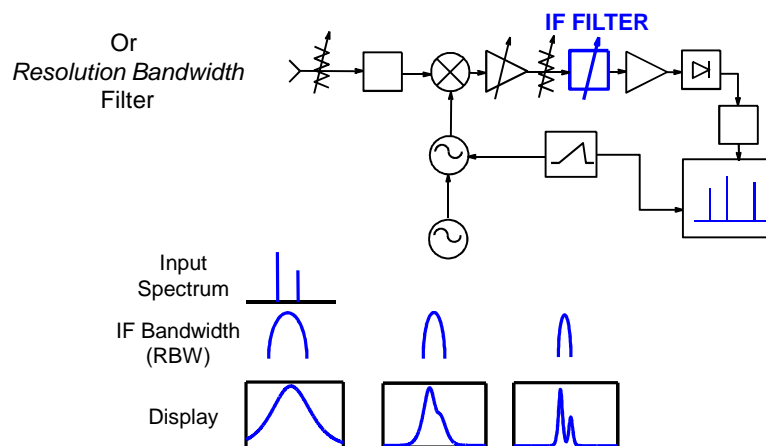 IF FILTER
Or
Resolution Bandwidth
Filter
Input
Spectrum
IF Bandwidth
(RBW)
Display